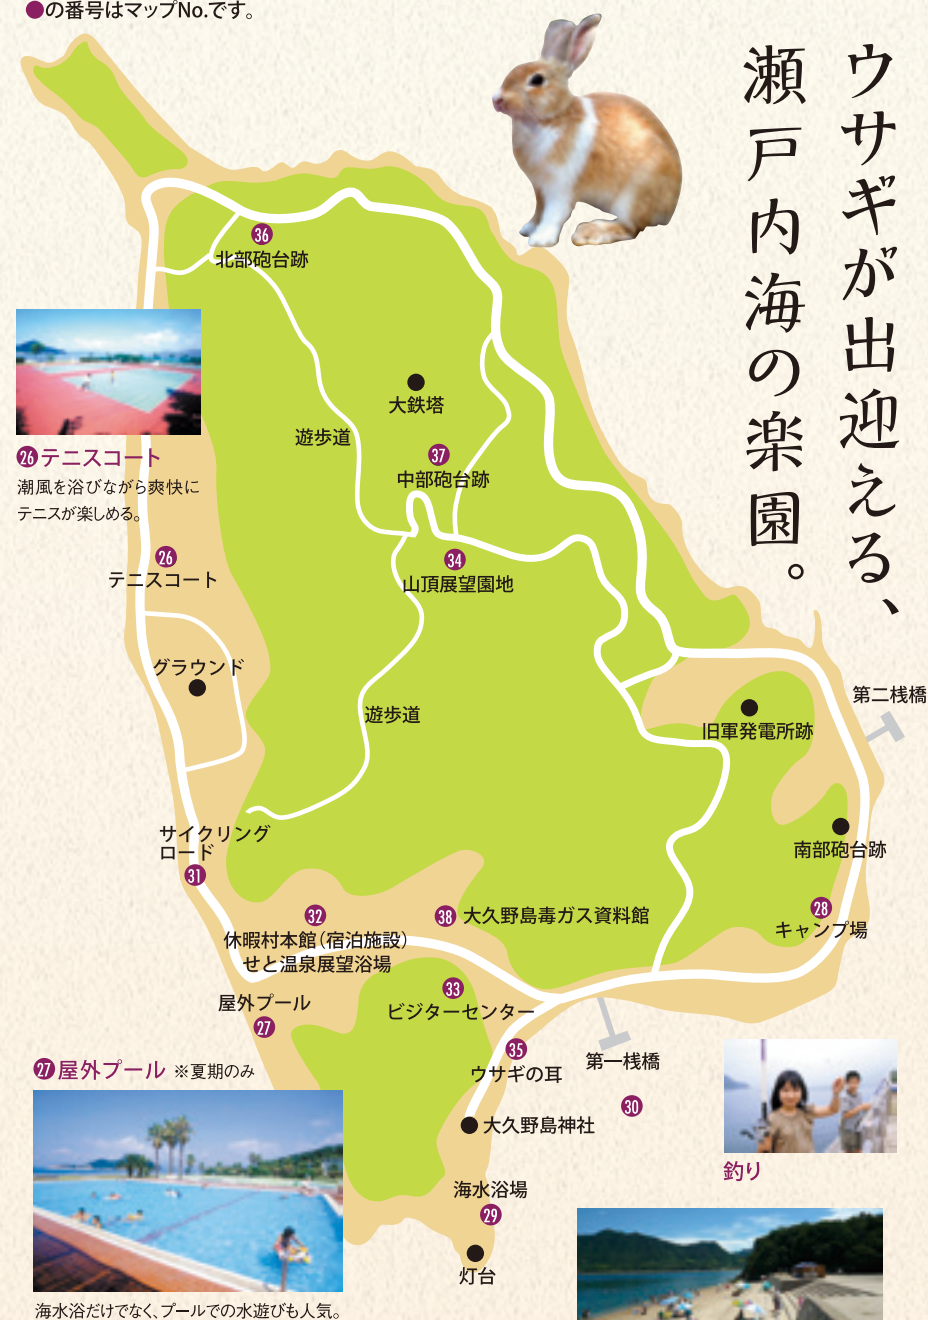 ●の番号はマップNo.です。
ウサギが出迎える、
瀬戸内海の楽園。
36
北部砲台跡
大鉄塔
遊歩道
37
中部砲台跡
26 テニスコート
潮風を浴びながら爽快に
テニスが楽しめる。
26
テニスコート
34
山頂展望園地
グラウンド
遊歩道
第二桟橋
旧軍発電所跡
サイクリング
ロード
31
南部砲台跡
28
キャンプ場
32
休暇村本館(宿泊施設)
せと温泉展望浴場
38 大久野島毒ガス資料館
33
ビジターセンター
屋外プール
27
35
ウサギの耳
第一桟橋
30
27 屋外プール ※夏期のみ
大久野島神社
釣り
海水浴場
29
灯台
海水浴だけでなく、プールでの水遊びも人気。